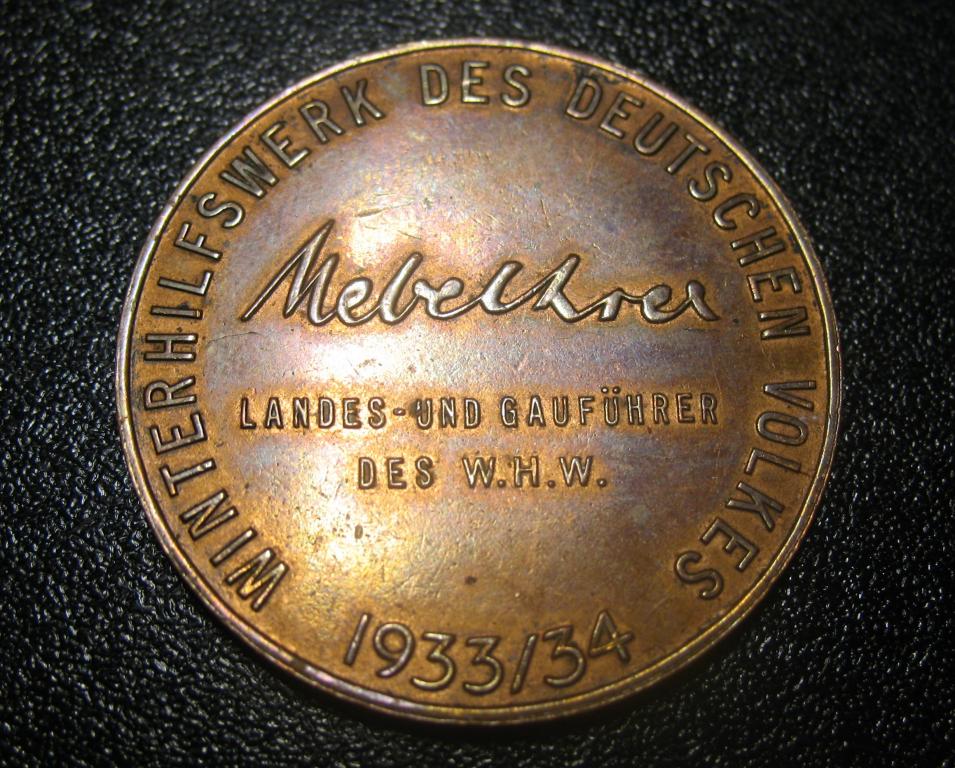 WINTERHILFSWERK DES DEUTSCHEN VOLKES
LANDES-UND GAUFÜHRER
DES W.H.W.
1933/34